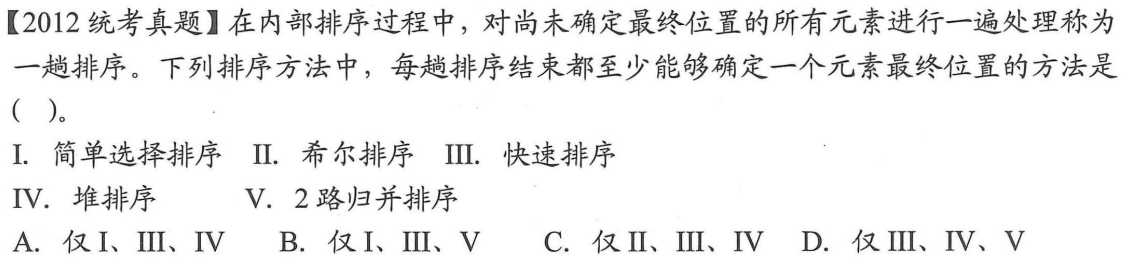 【2012 统考真题】在内部排序过程中，对尚未确定最终位置的所有元素进行一遍处理称为
一趟排序。下列排序方法中，每趟排序结束都至少能够确定一个元素最终位置的方法是
( )。
I. 简单选择排序 II. 希尔排序 III. 快速排序
IV. 堆排序 V. 2 路归并排序
A. 仅 I、III、IV B. 仅 I、III、V C. 仅 II、III、IV D. 仅 III、IV、V